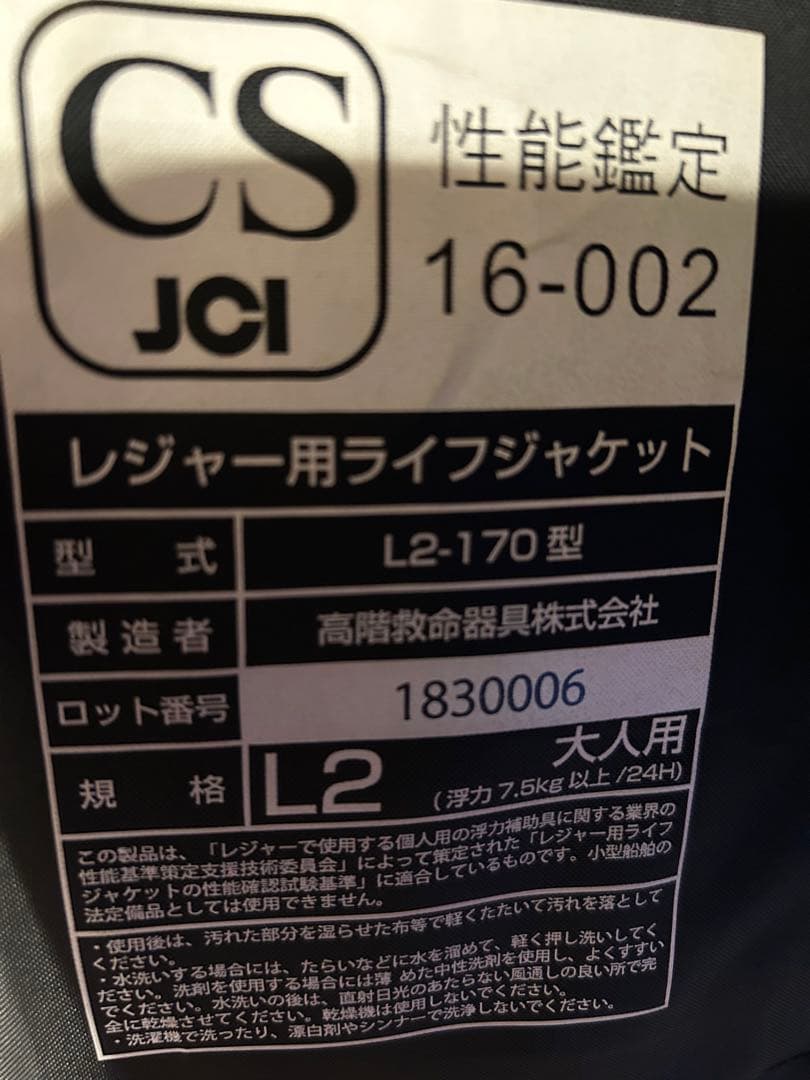 CS
JCI
性能鑑定
16-002
レジャー用ライフジャケット
型 式 L2-170型
製造者 高階救命器具株式会社
ロット番号 1830006
規 格 L2 大人用
(浮力 7.5kg以上/24H)
この製品は、「レジャーで使用する個人用の浮力補助具に関する業界の
性能基準策定支援技術委員会」によって策定された「レジャー用ライフ
ジャケットの性能確認試験基準」に適合しているものです。小型船舶の
法定備品としては使用できません。
・使用後は、汚れた部分を湿らせた布等で軽くたたいて汚れを落として
ください。
・水洗いする場合には、たらいなどに水を溜めて、軽く押し洗いしてく
ださい。洗剤を使用する場合には薄めた中性洗剤を使用し、よくすすい
でください。水洗いの後は、直射日光のあたらない風通しの良い所で完
全に乾燥させてください。乾燥機は使用しないでください。
・洗濯機で洗ったり、漂白剤やシンナーで洗浄しないでください。